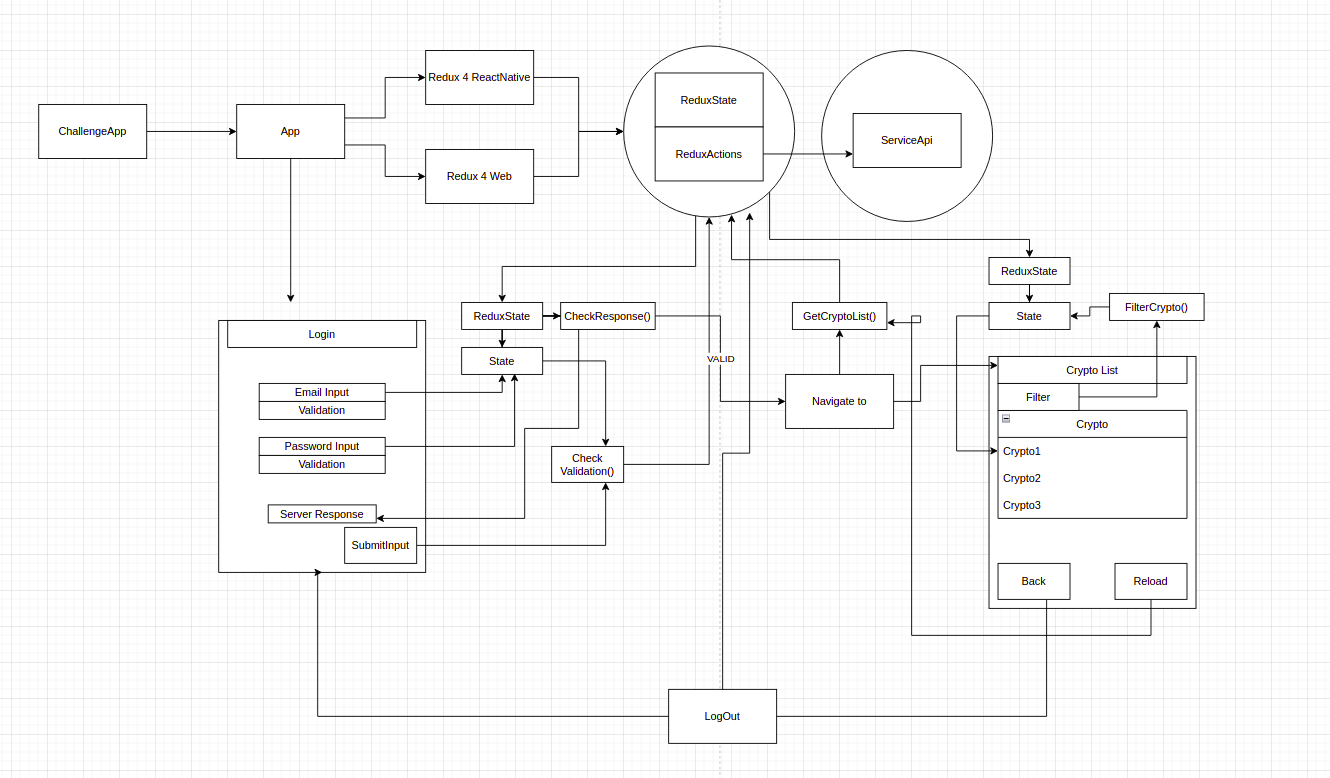 Redux 4 ReactNative
ReduxState
ChallengeApp
App
ReduxActions
ServiceApi
Redux 4 Web
ReduxState
ReduxState
CheckResponse()
GetCryptoList()
State
FilterCrypto()
Login
State
VALID
Crypto List
Email Input
Validation
Navigate to
Filter
Crypto
Password Input
Validation
Check
Validation()
Crypto1
Crypto2
Crypto3
Server Response
SubmitInput
Back
Reload
LogOut